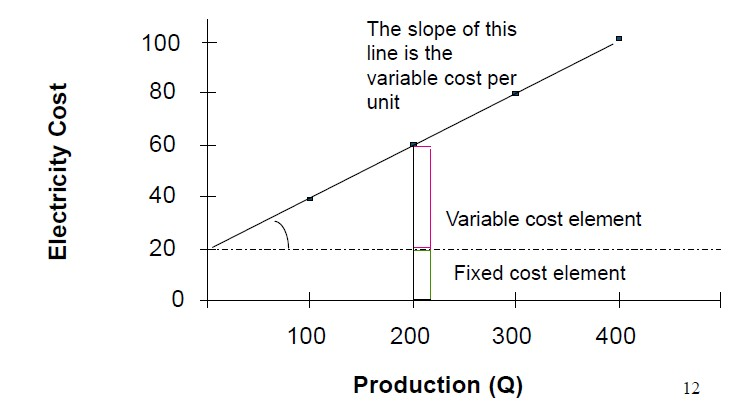 The slope of this
line is the
variable cost per
unit
100
80
60
40
20
0
Electricity Cost
Variable cost element
Fixed cost element
100
200
300
400
Production (Q)
12